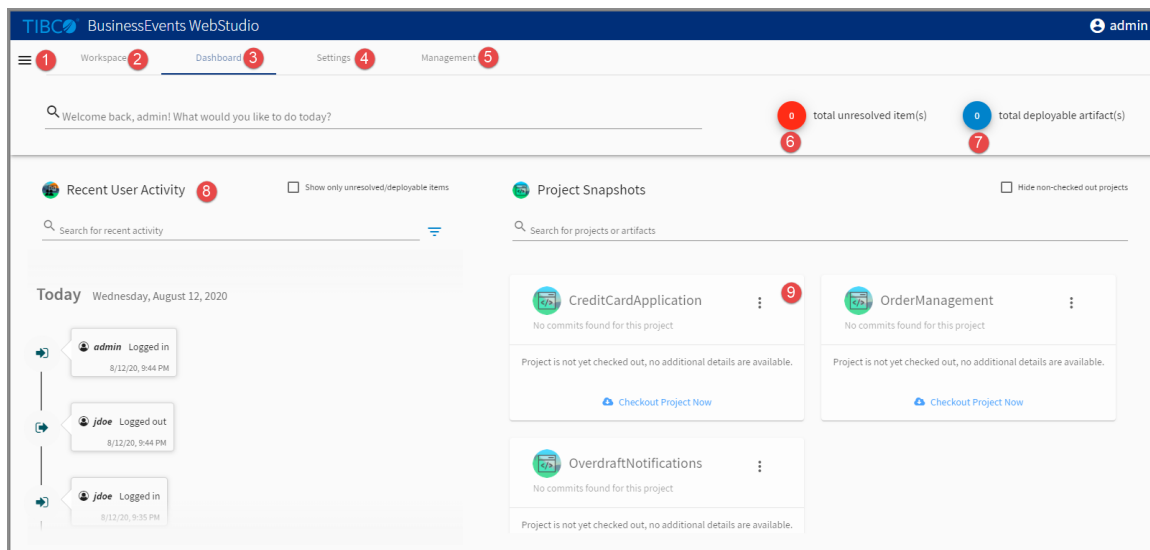 TIBCO BusinessEvents WebStudio admin
1 Workspace 2 Dashboard 3 Settings 4 Management 5
Welcome back, admin! What would you like to do today? 0 total unresolved item(s) 0 total deployable artifact(s)
6 7
Recent User Activity 8 Show only unresolved/deployable items
Search for recent activity
Today Wednesday, August 12, 2020
admin Logged in
8/12/20, 9:44 PM
jdoe Logged out
8/12/20, 9:44 PM
jdoe Logged in
8/12/20, 9:35 PM
Project Snapshots Hide non-checked out projects
Search for projects or artifacts
CreditCardApplication 9
No commits found for this project
Project is not yet checked out, no additional details are available.
Checkout Project Now
OrderManagement
No commits found for this project
Project is not yet checked out, no additional details are available.
Checkout Project Now
OverdraftNotifications
No commits found for this project
Project is not yet checked out, no additional details are available.